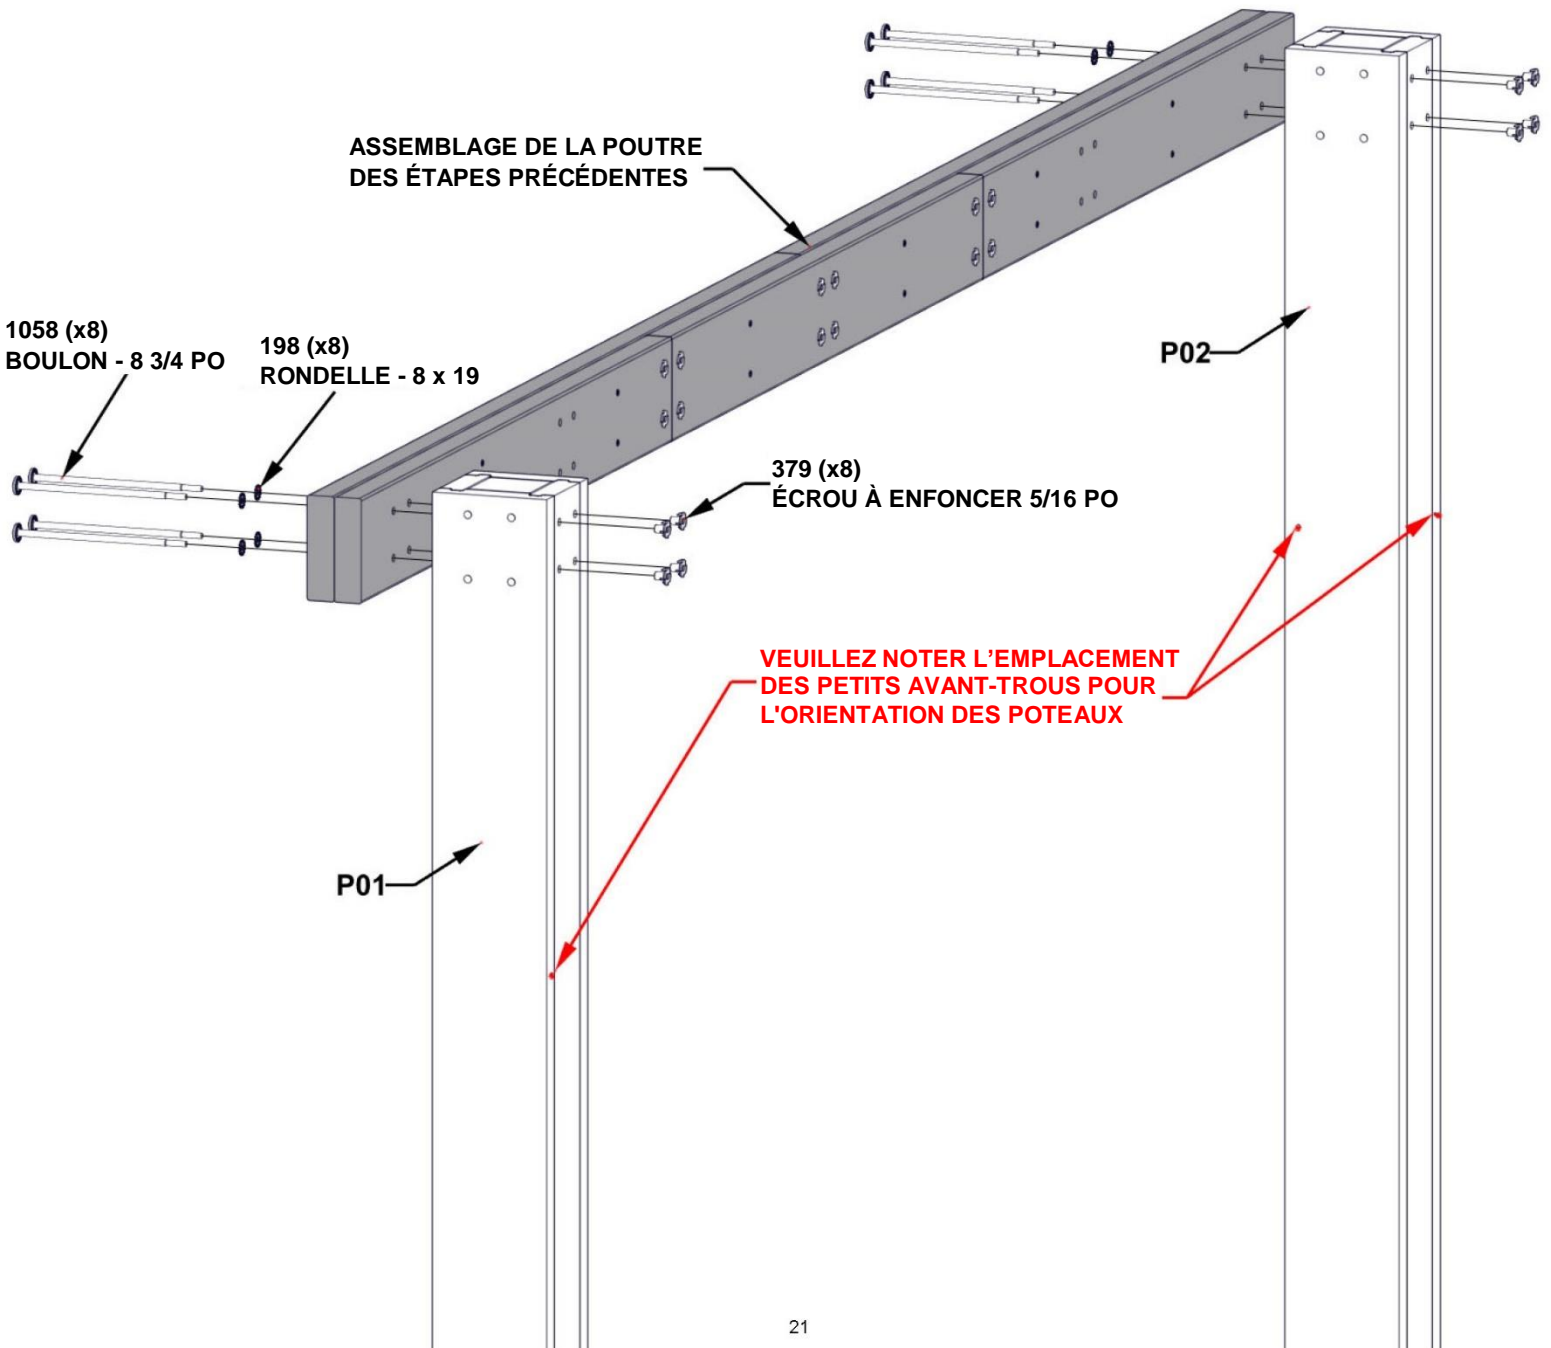 ASSEMBLAGE DE LA POUTRE
DES ÉTAPES PRÉCÉDENTES
1058 (x8)
BOULON - 8 3/4 PO
198 (x8)
RONDELLE - 8 x 19
P02
379 (x8)
ÉCROU À ENFONCER 5/16 PO
VEUILLEZ NOTER L’EMPLACEMENT
DES PETITS AVANT-TROUS POUR
L'ORIENTATION DES POTEAUX
P01
21